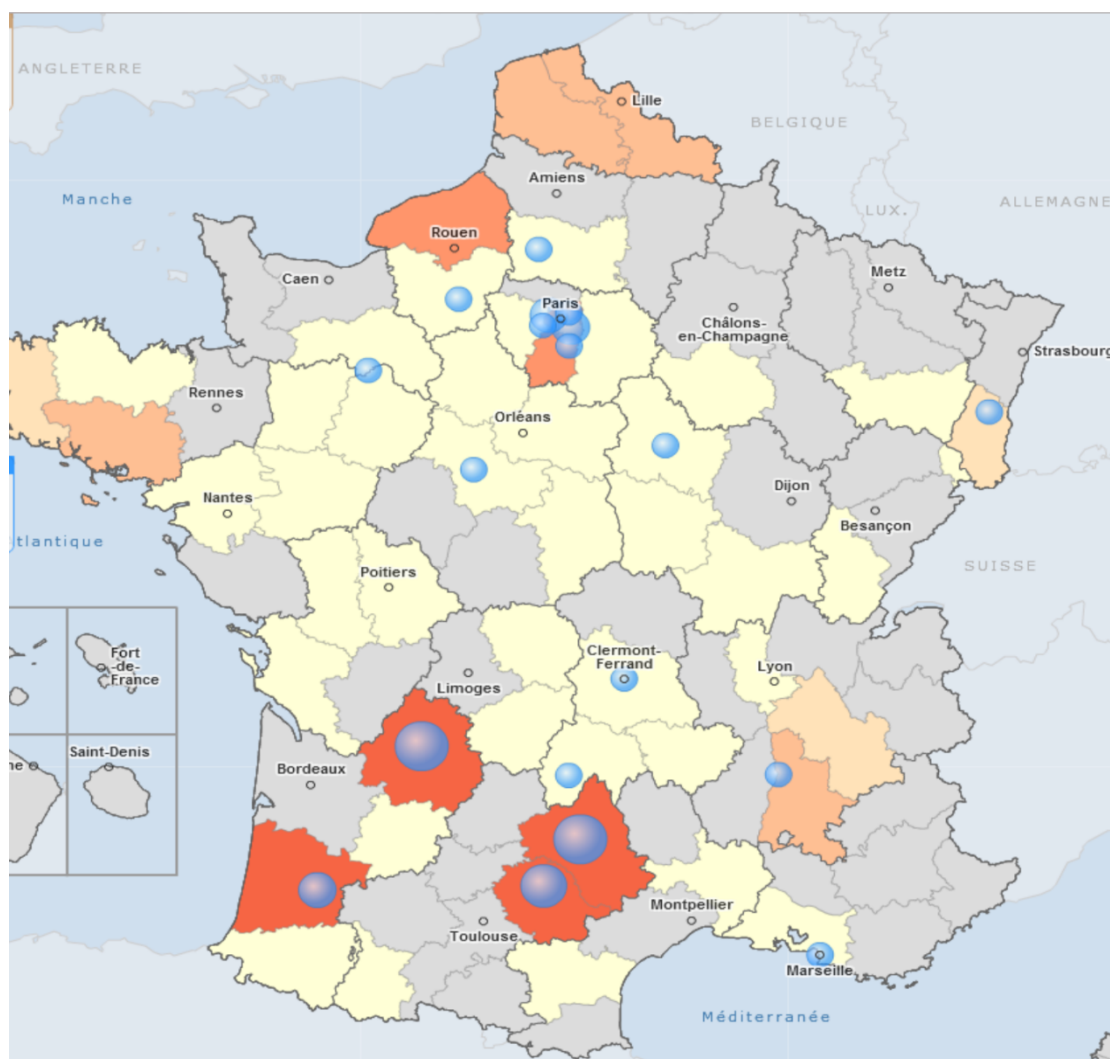 ANGLETERRE
Lille
BELGIQUE
Amiens
Manche
ALLEMAGNE
LUX.
Rouen
Metz
Caen
Paris
Châlons-
en-Champagne
Strasbourg
Rennes
Orléans
Dijon
Nantes
Besançon
tlantique
SUISSE
Poitiers
Fort
-de-
France
Clermont-
Ferrand
Lyon
Limoges
Saint-Denis
ne
Bordeaux
Montpellier
Toulouse
Marseille
Méditerranée